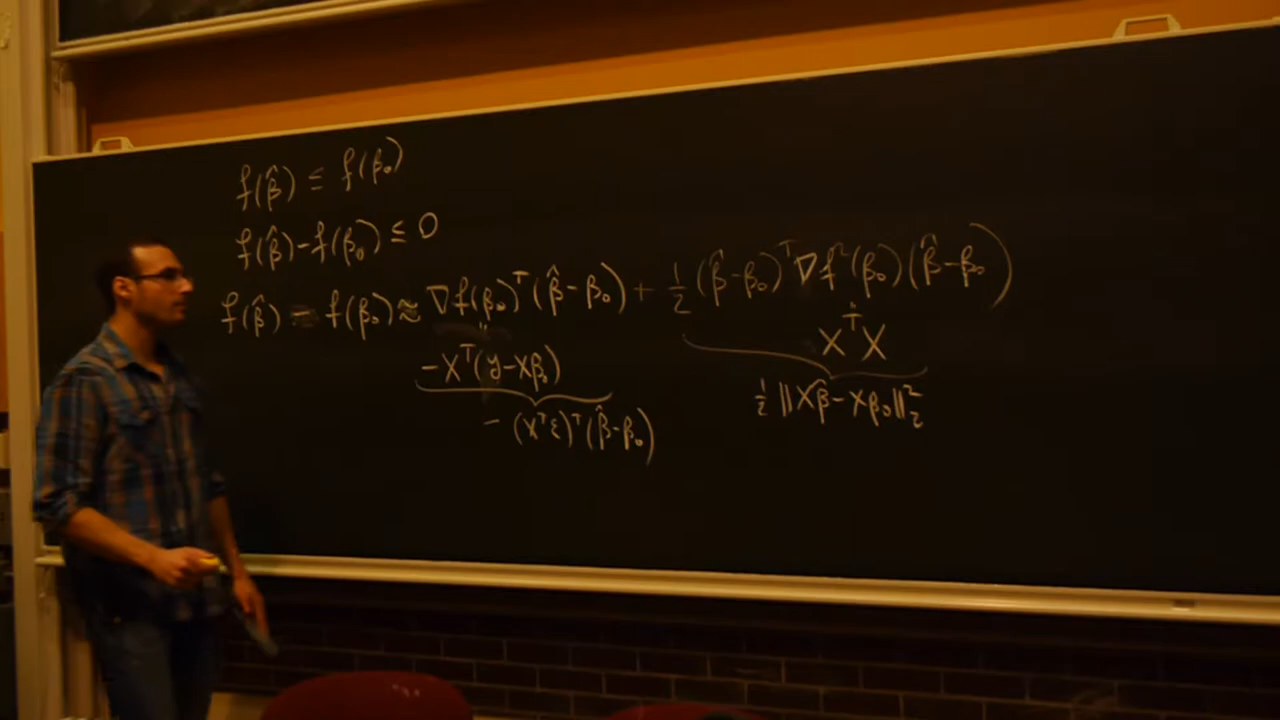 f(β̂) ≤ f(β₀)
f(β̂) - f(β₀) ≤ 0
f(β̂) - f(β₀) ≈ ∇f(β₀)ᵀ(β̂ - β₀) + ½ (β̂ - β₀)ᵀ ∇f²(β₀)(β̂ - β₀)
"
XᵀX
-Xᵀ(y - Xβ₀)
½ ‖Xβ̂ - Xβ₀‖₂²
- (Xᵀε)ᵀ(β̂ - β₀)